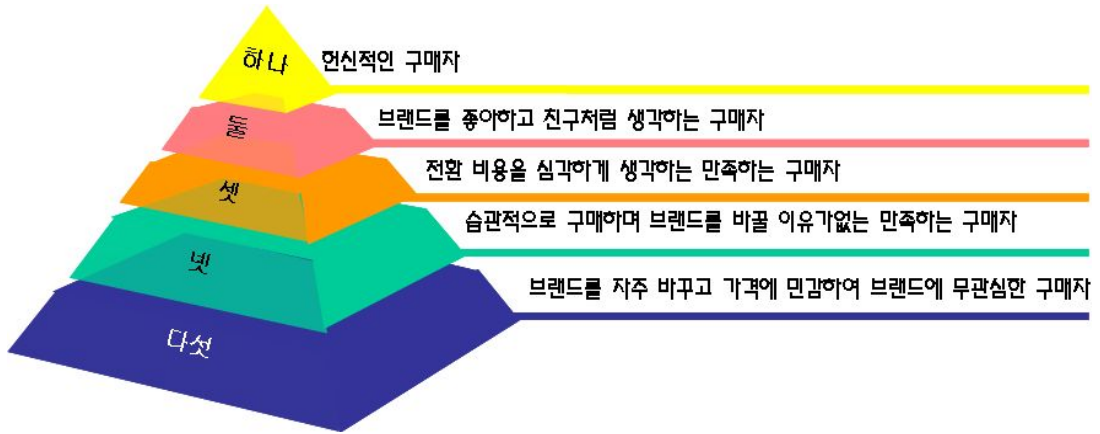 하나
헌신적인 구매자
둘
브랜드를 좋아하고 친구처럼 생각하는 구매자
셋
전환 비용을 심각하게 생각하는 만족하는 구매자
넷
습관적으로 구매하며 브랜드를 바꿀 이유가없는 만족하는 구매자
다섯
브랜드를 자주 바꾸고 가격에 민감하여 브랜드에 무관심한 구매자